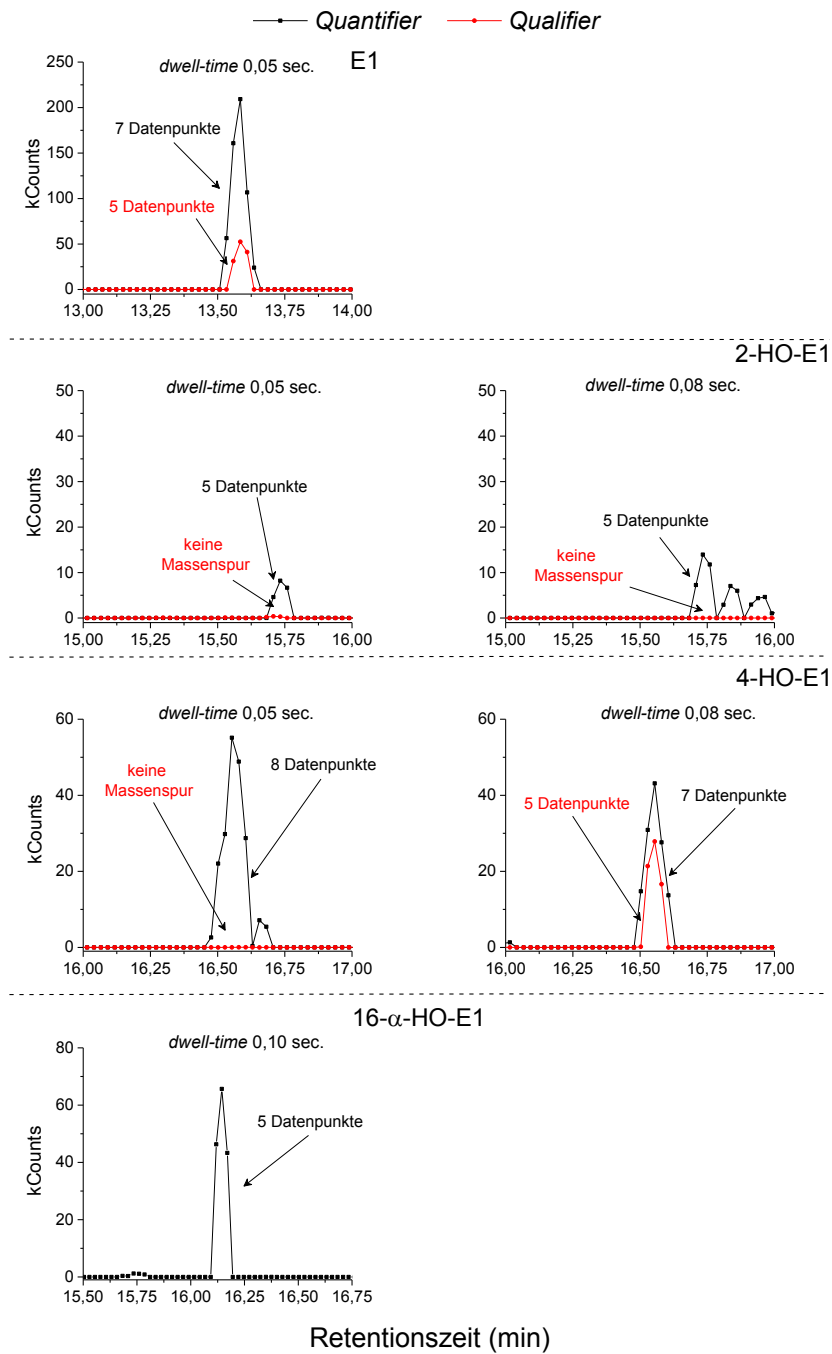 Quantifier Qualifier
E1
dwell-time 0,05 sec.
250
200
150
100
50
0
kCounts
7 Datenpunkte
5 Datenpunkte
13,00 13,25 13,50 13,75 14,00
2-HO-E1
dwell-time 0,05 sec.
50
40
30
20
10
0
kCounts
5 Datenpunkte
keine
Massenspur
15,00 15,25 15,50 15,75 16,00
dwell-time 0,08 sec.
50
40
30
20
10
0
kCounts
5 Datenpunkte
keine
Massenspur
15,00 15,25 15,50 15,75 16,00
4-HO-E1
dwell-time 0,05 sec.
60
40
20
0
kCounts
keine
Massenspur
8 Datenpunkte
16,00 16,25 16,50 16,75 17,00
dwell-time 0,08 sec.
60
40
20
0
kCounts
5 Datenpunkte
7 Datenpunkte
16,00 16,25 16,50 16,75 17,00
16-α-HO-E1
dwell-time 0,10 sec.
80
60
40
20
0
kCounts
5 Datenpunkte
15,50 15,75 16,00 16,25 16,50 16,75
Retentionszeit (min)